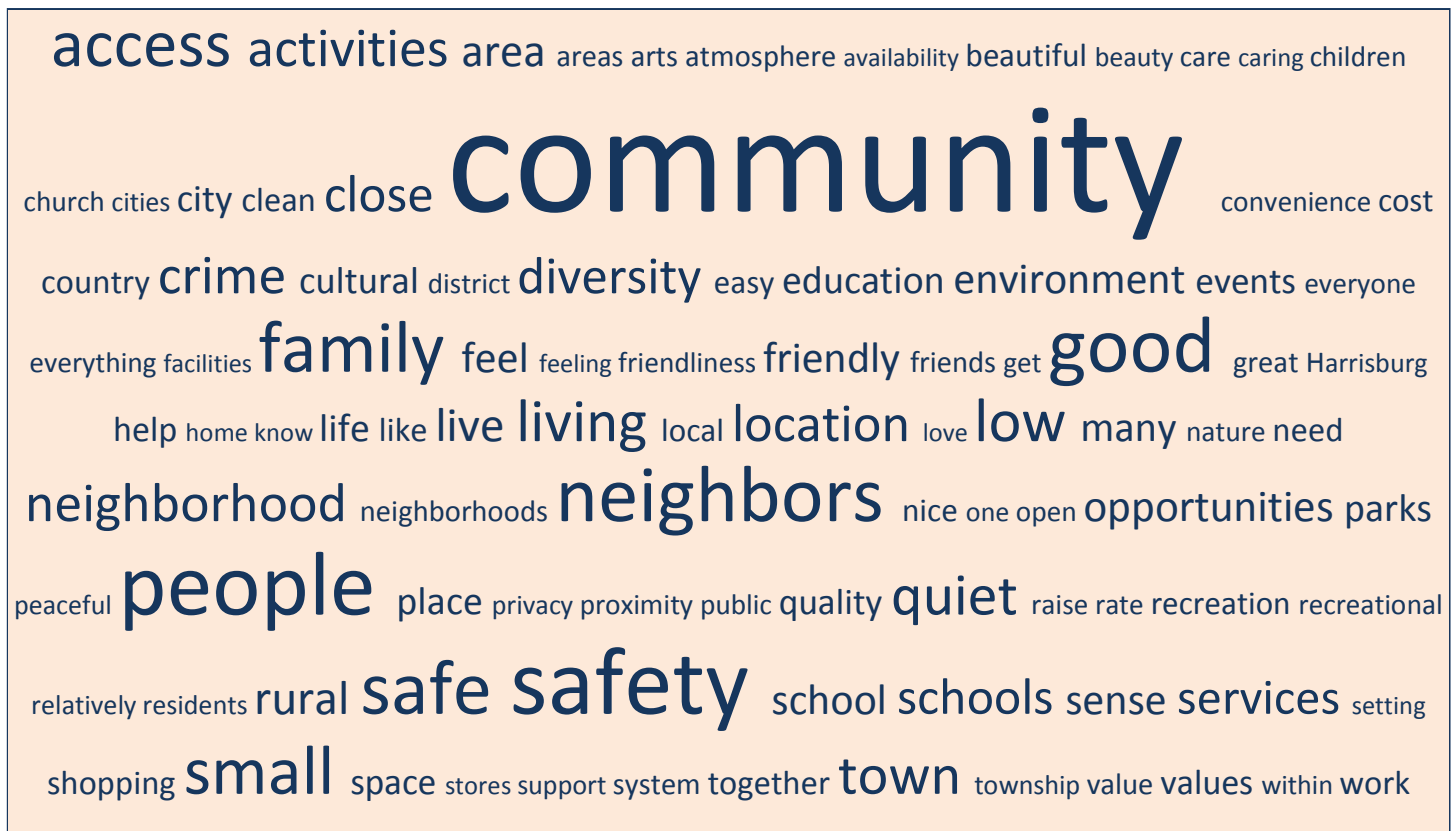 access activities area areas arts atmosphere availability beautiful beauty care caring children
church cities city clean close community convenience cost
country crime cultural district diversity easy education environment events everyone
everything facilities family feel feeling friendliness friendly friends get good great Harrisburg
help home know life like live living local location love low many nature need
neighborhood neighborhoods neighbors nice one open opportunities parks
peaceful people place privacy proximity public quality quiet raise rate recreation recreational
relatively residents rural safe safety school schools sense services setting
shopping small space stores support system together town township value values within work